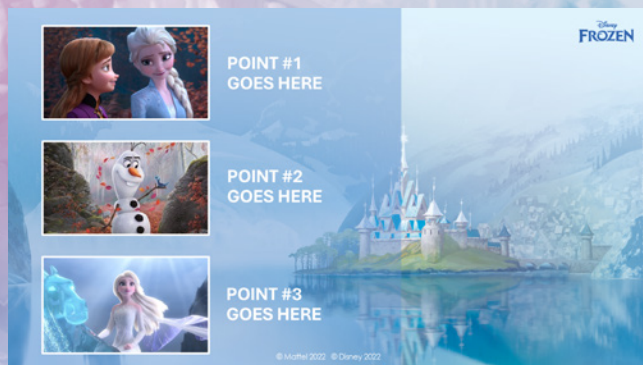 Disney
FROZEN
POINT #1
GOES HERE
POINT #2
GOES HERE
POINT #3
GOES HERE
© Mattel 2022 © Disney 2022